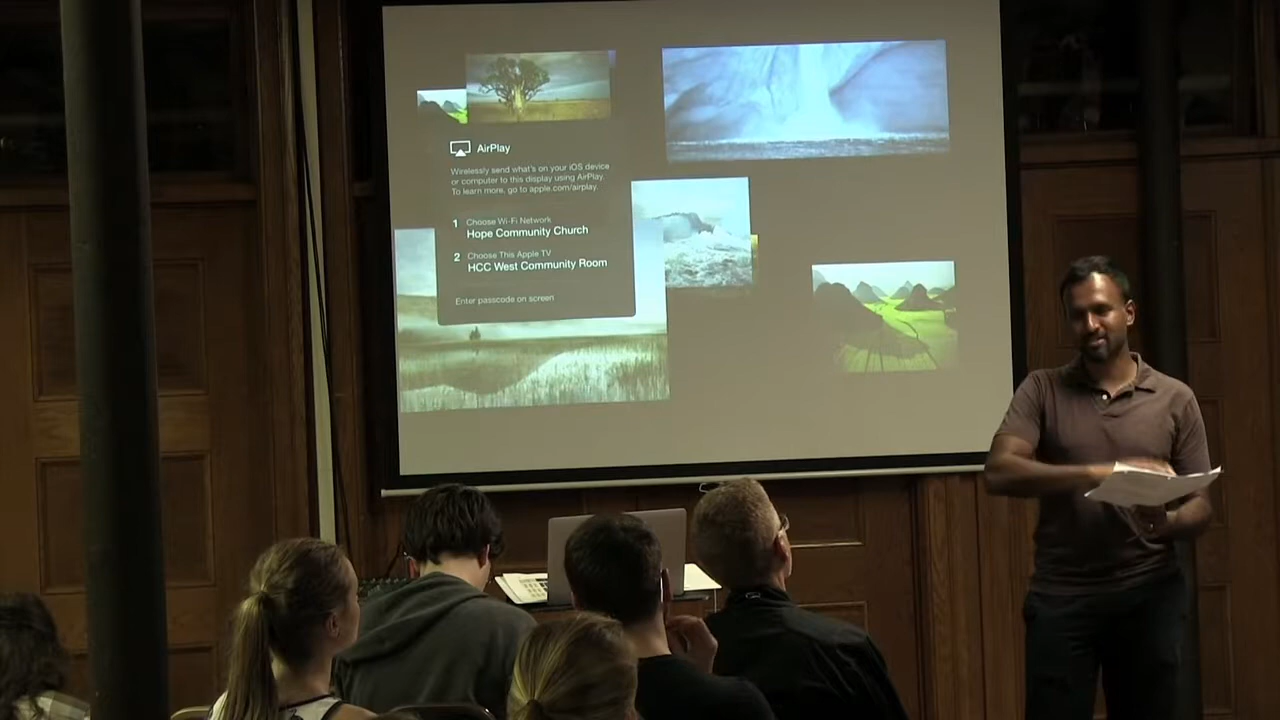 AirPlay
Wirelessly send what's on your iOS device
or computer to this display using AirPlay.
To learn more, go to apple.com/airplay.
1 Choose Wi-Fi Network
Hope Community Church
2 Choose This Apple TV
HCC West Community Room
Enter passcode on screen